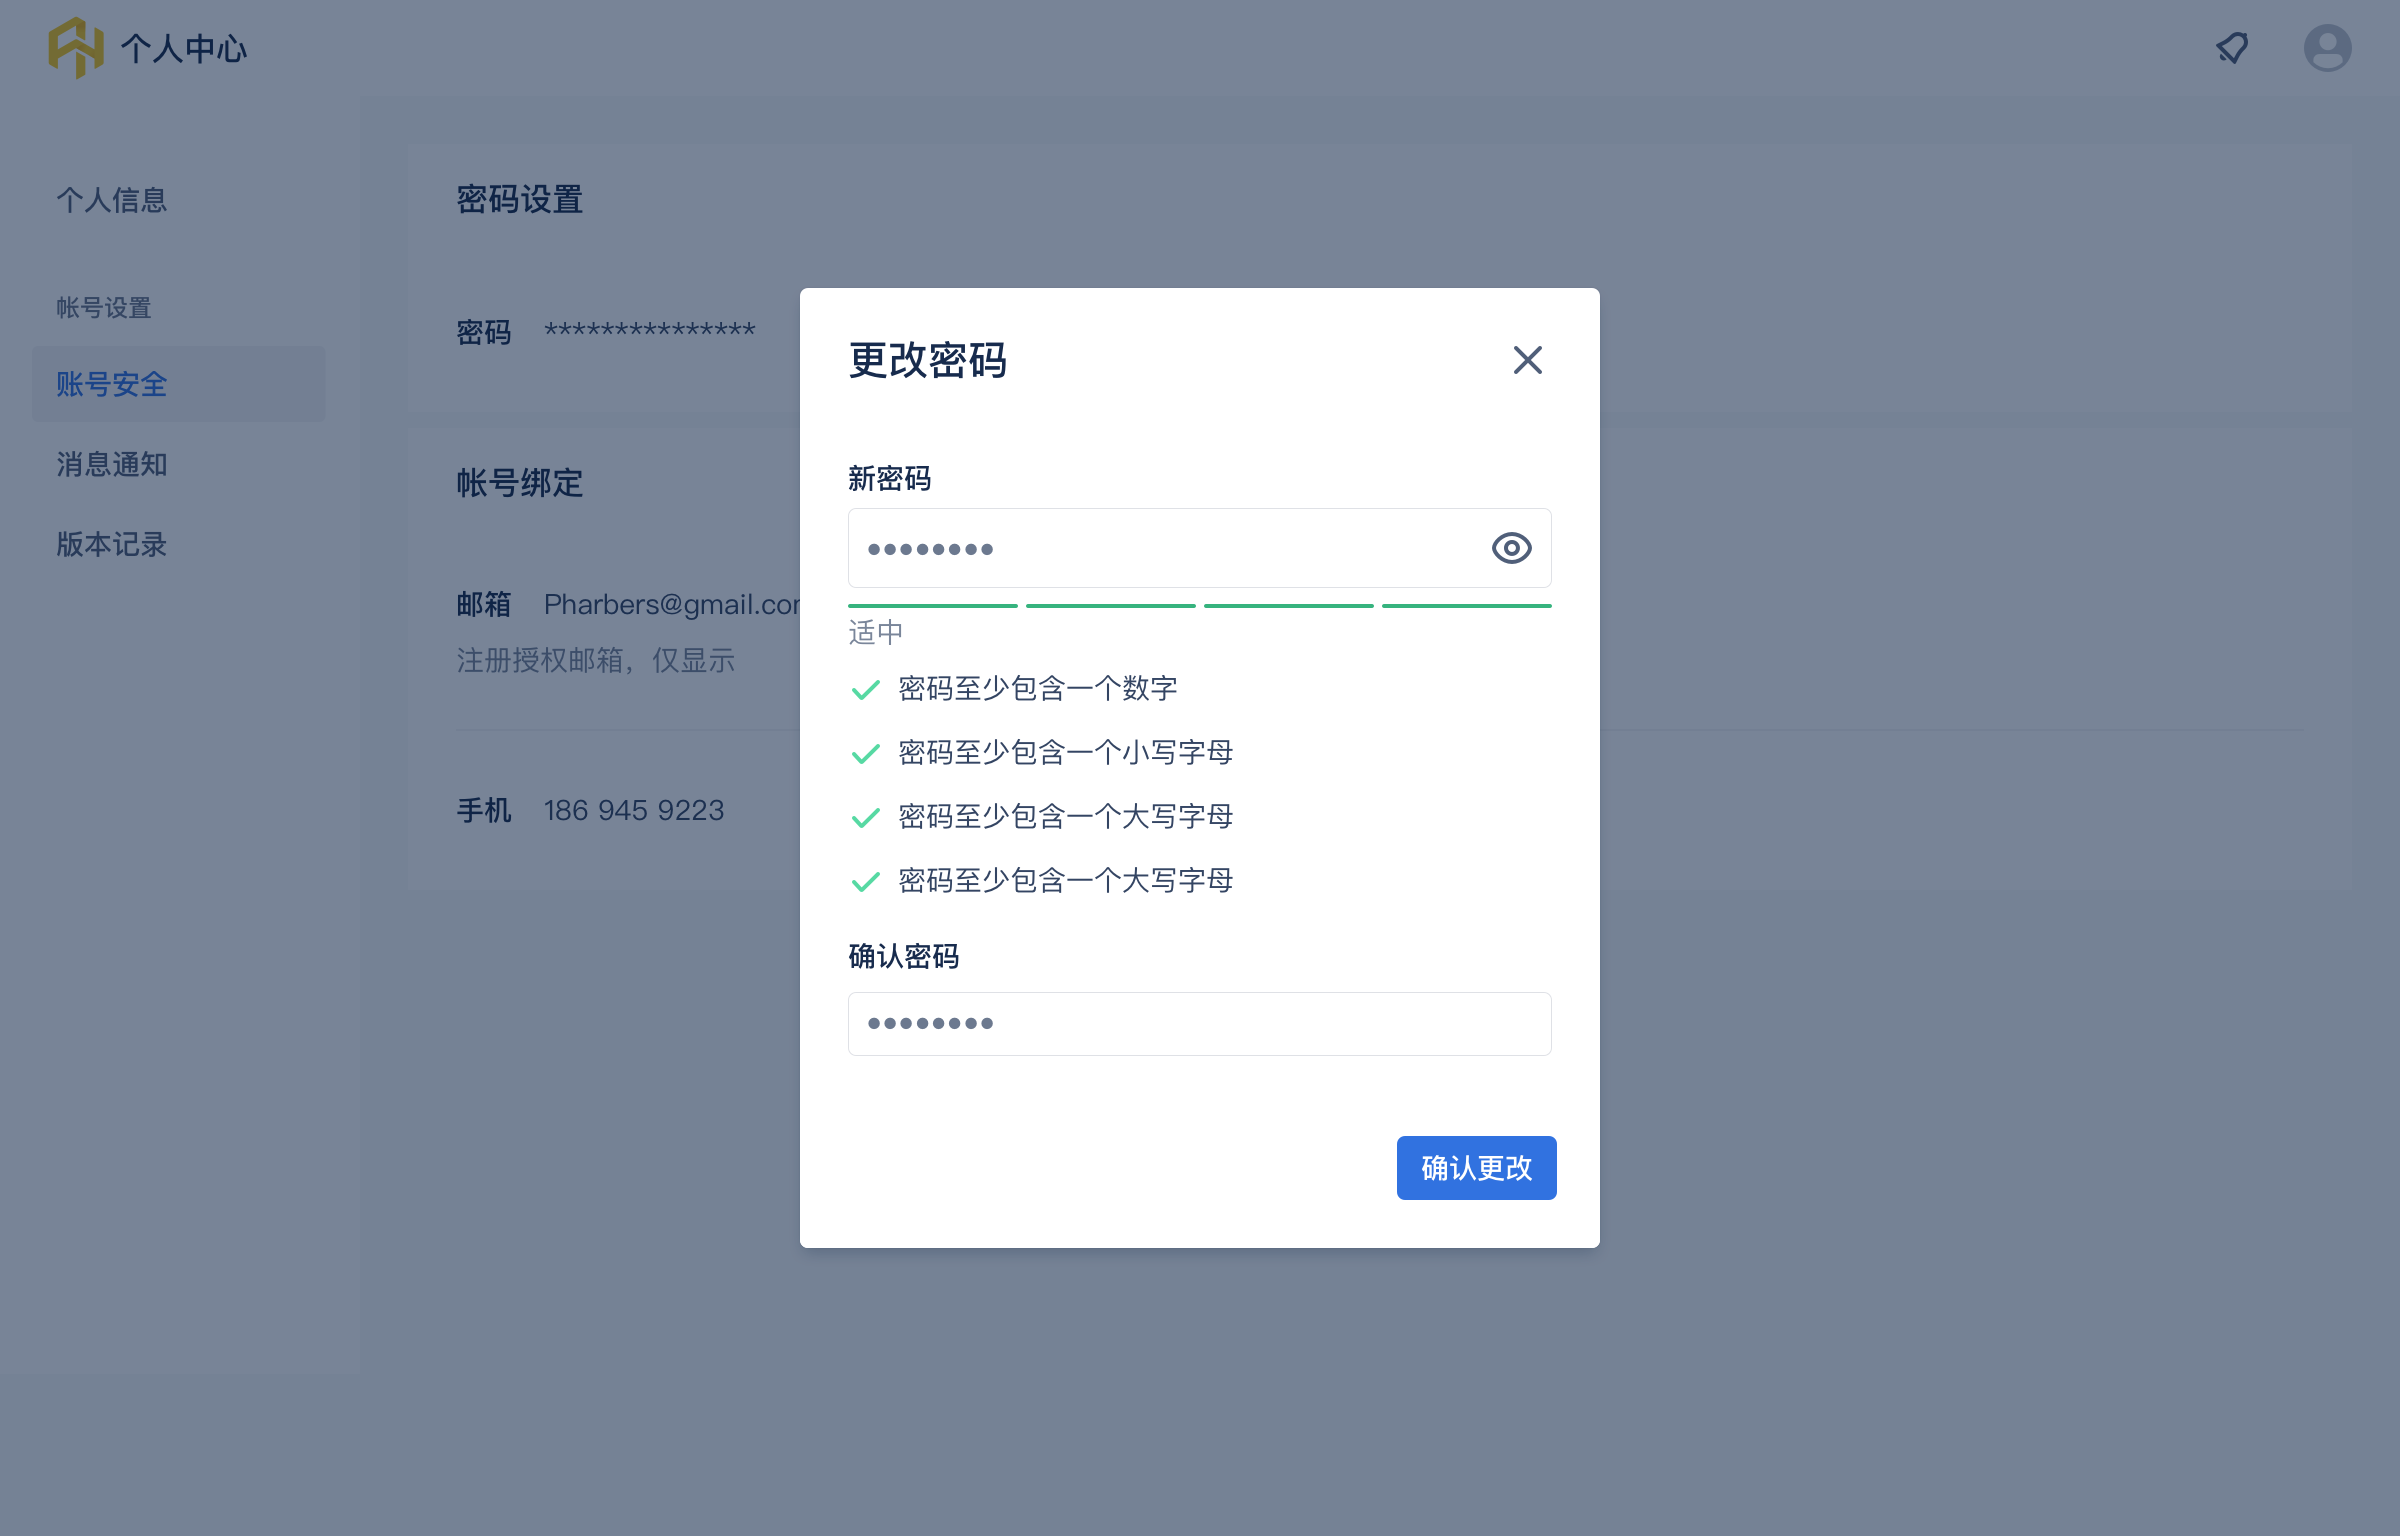 个人中心
个人信息
帐号设置
账号安全
消息通知
版本记录
密码设置
密码 ***************
帐号绑定
邮箱 Pharbers@gmail.co
注册授权邮箱，仅显示
手机 186 945 9223
更改密码
新密码
••••••••
适中
密码至少包含一个数字
密码至少包含一个小写字母
密码至少包含一个大写字母
密码至少包含一个大写字母
确认密码
••••••••
确认更改